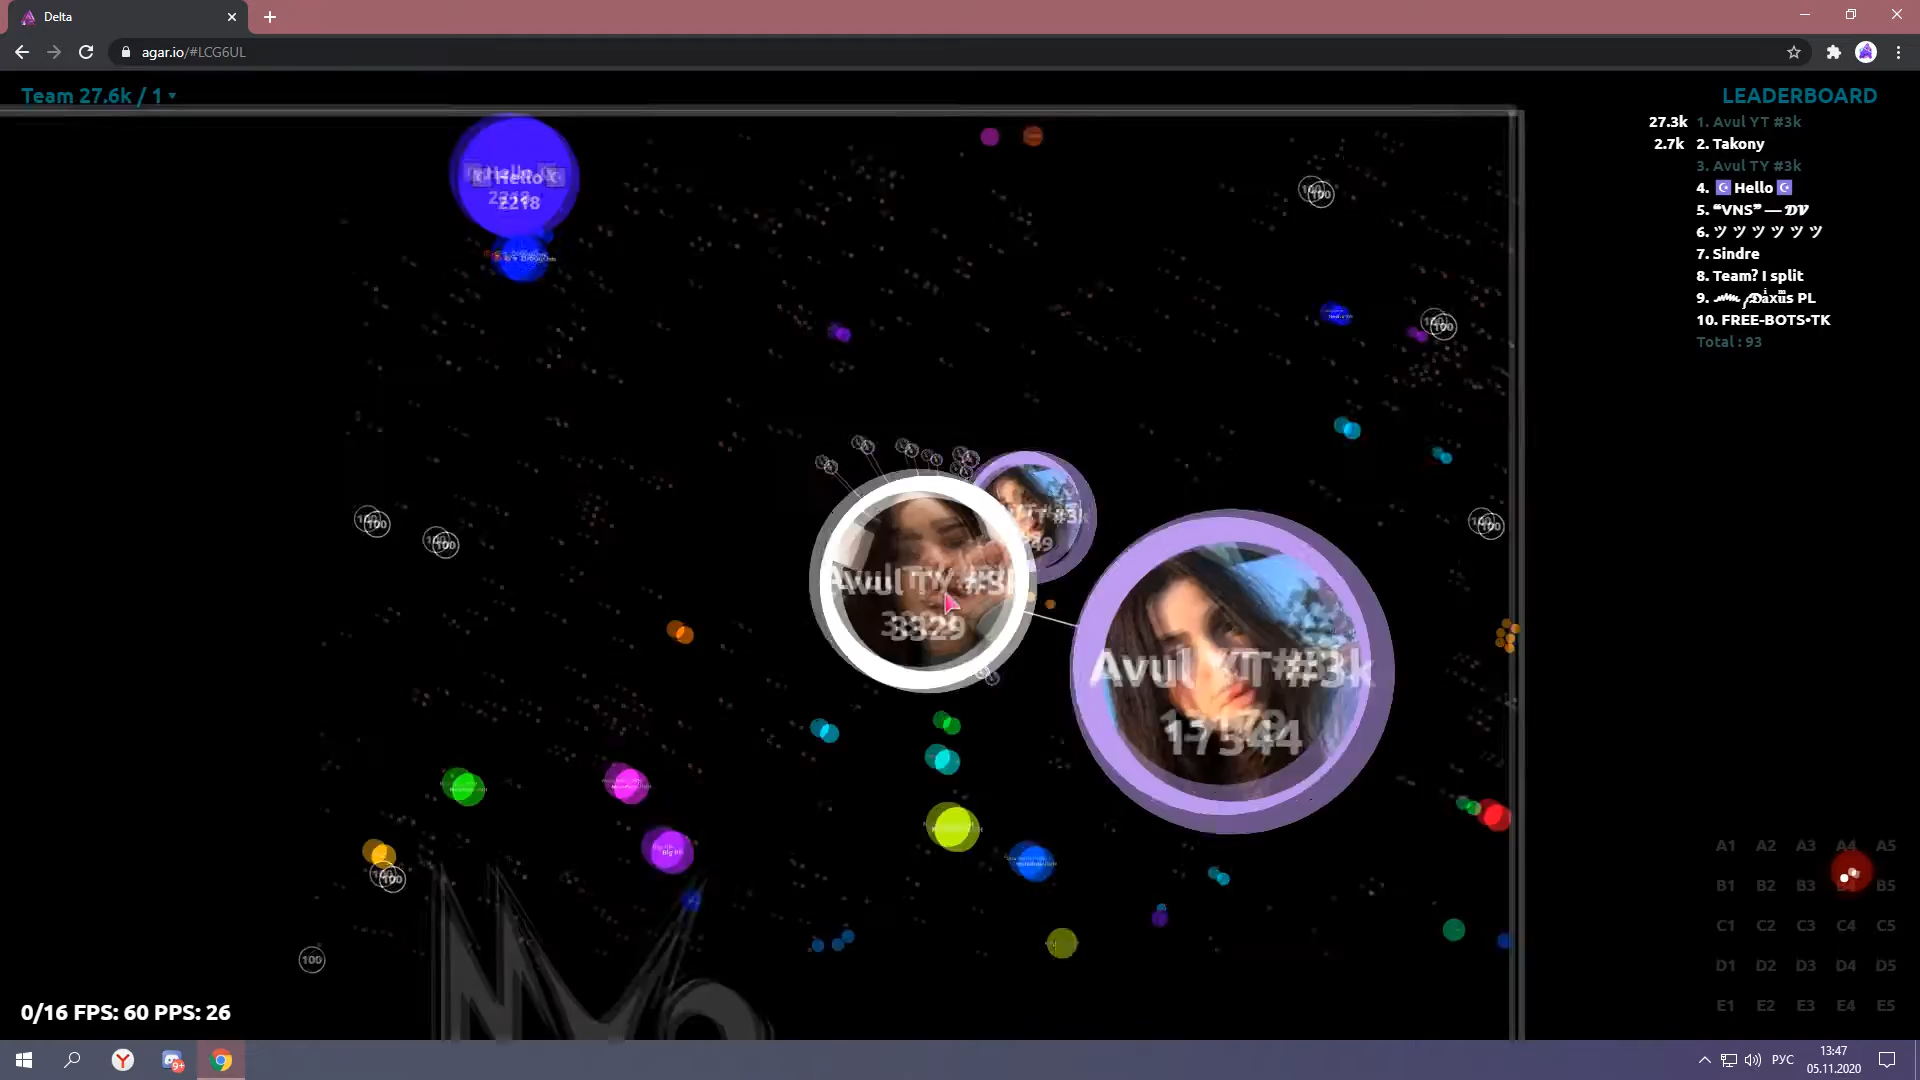 Delta
agar.io/#LCG6UL
Team 27.6k / 1
LEADERBOARD
27.3k 1. Avul YT #3k
2.7k 2. Takony
3. Avul TY #3k
4. ☪ Hello ☪
5. ❝VNS❞ — 𝓓𝓥
6. ツ ツ ツ ツ ツ ツ
7. Sindre
8. Team? I split
9. PL
10. FREE-BOTS•TK
Total : 93
Hello
2218
100
100
100
100
100
100
100
100
Avul TY #3k
3329
Avul YT #3k
17344
A1 A2 A3 A4 A5
B1 B2 B3 B4 B5
C1 C2 C3 C4 C5
D1 D2 D3 D4 D5
E1 E2 E3 E4 E5
0/16 FPS: 60 PPS: 26
9+
РУС
13:47
05.11.2020